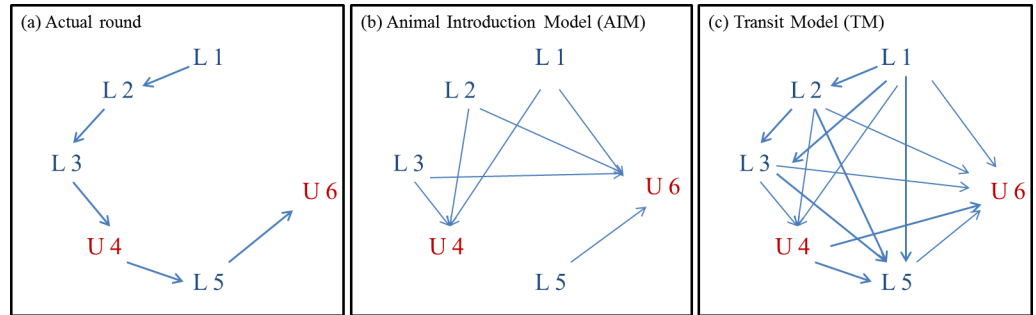 (a) Actual round
L 1
L 2
L 3
U 6
U 4
L 5
(b) Animal Introduction Model (AIM)
L 1
L 2
L 3
U 6
U 4
L 5
(c) Transit Model (TM)
L 1
L 2
L 3
U 6
U 4
L 5